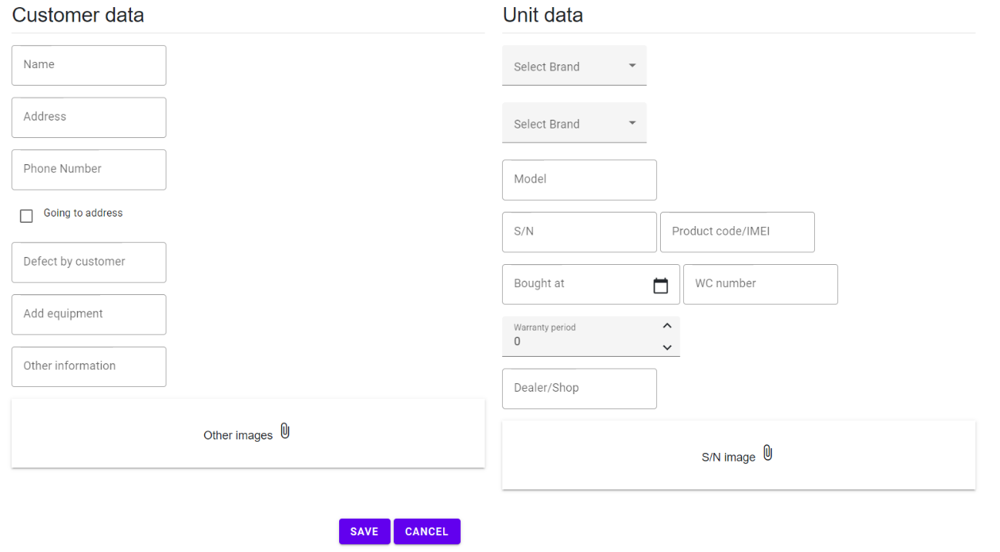 Customer data
Name
Address
Phone Number
Going to address
Defect by customer
Add equipment
Other information
Other images
Unit data
Select Brand
Select Brand
Model
S/N
Product code/IMEI
Bought at
WC number
Warranty period
0
Dealer/Shop
S/N image
SAVE
CANCEL